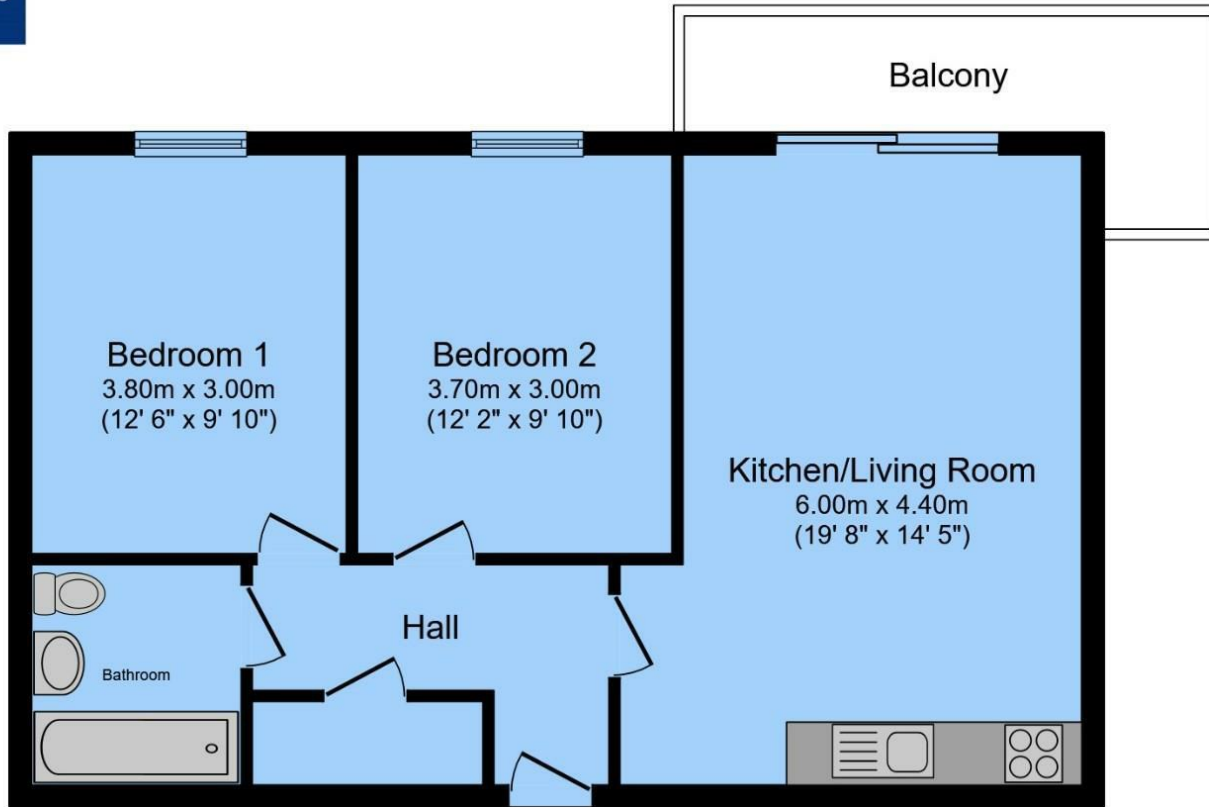 Balcony
Bedroom 1
3.80m x 3.00m
(12' 6" x 9' 10")
Bedroom 2
3.70m x 3.00m
(12' 2" x 9' 10")
Kitchen/Living Room
6.00m x 4.40m
(19' 8" x 14' 5")
Hall
Bathroom